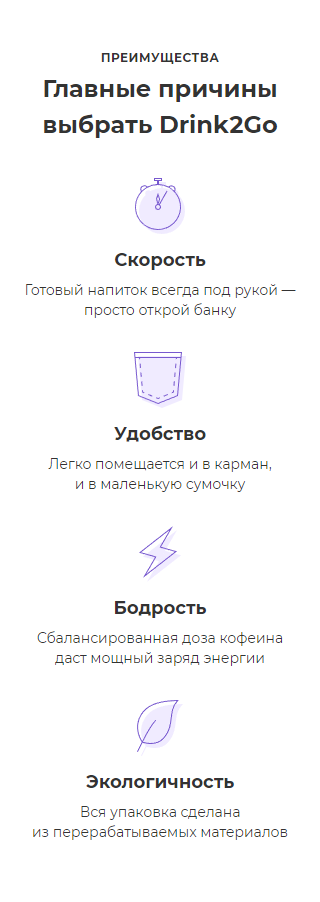 ПРЕИМУЩЕСТВА
Главные причины
выбрать Drink2Go
Скорость
Готовый напиток всегда под рукой —
просто открой банку
Удобство
Легко помещается и в карман,
и в маленькую сумочку
Бодрость
Сбалансированная доза кофеина
даст мощный заряд энергии
Экологичность
Вся упаковка сделана
из перерабатываемых материалов